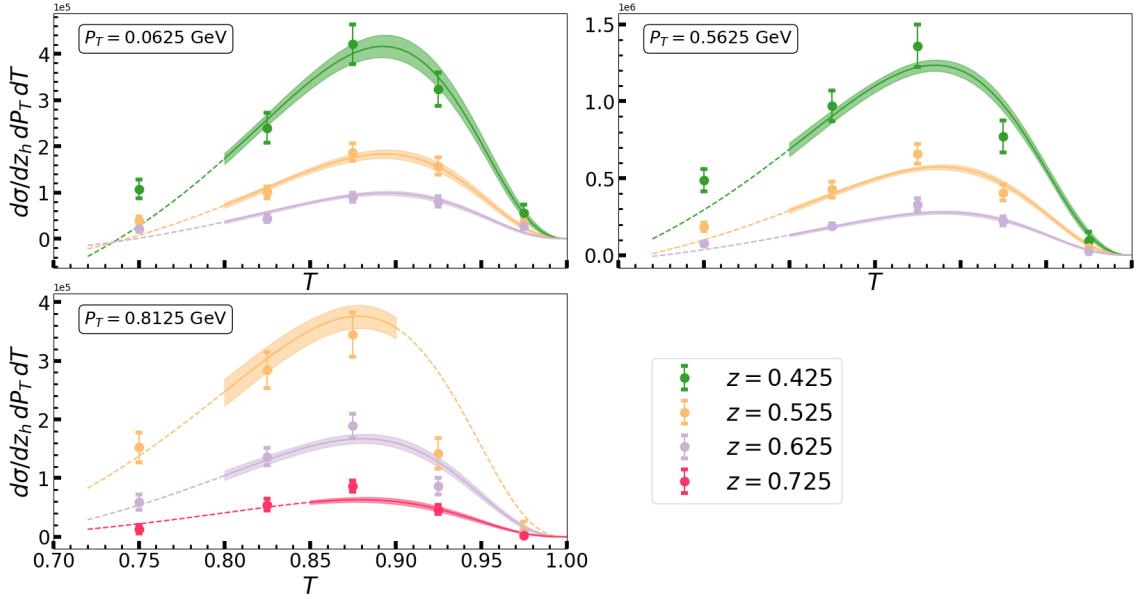 1e5
P_T = 0.0625 GeV
4
3
2
1
0
dσ/dz_h dP_T dT
T
1e6
P_T = 0.5625 GeV
1.5
1.0
0.5
0.0
T
1e5
P_T = 0.8125 GeV
4
3
2
1
0
dσ/dz_h dP_T dT
0.70 0.75 0.80 0.85 0.90 0.95 1.00
T
z = 0.425
z = 0.525
z = 0.625
z = 0.725